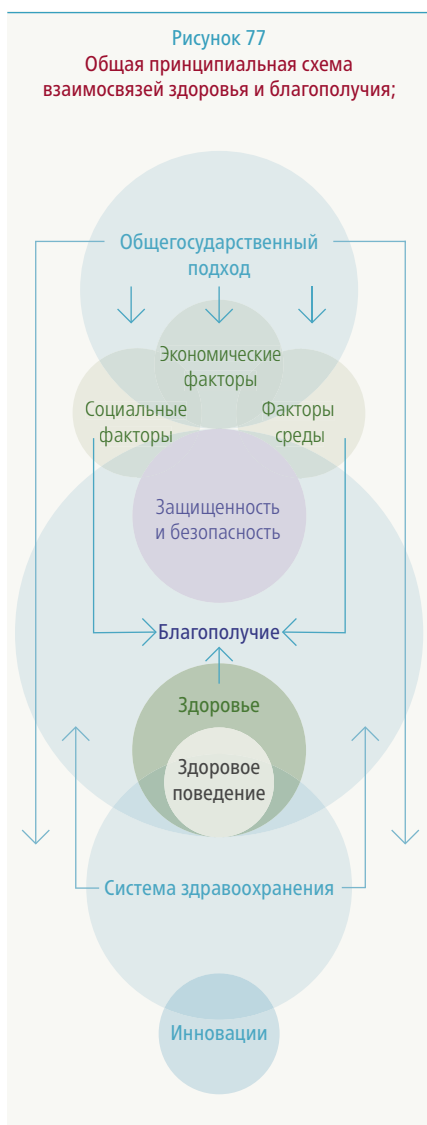 Рисунок 77
Общая принципиальная схема
взаимосвязей здоровья и благополучия;
Общегосударственный
подход
Экономические
факторы
Социальные
факторы
Факторы
среды
Защищенность
и безопасность
Благополучие
Здоровье
Здоровое
поведение
Система здравоохранения
Инновации